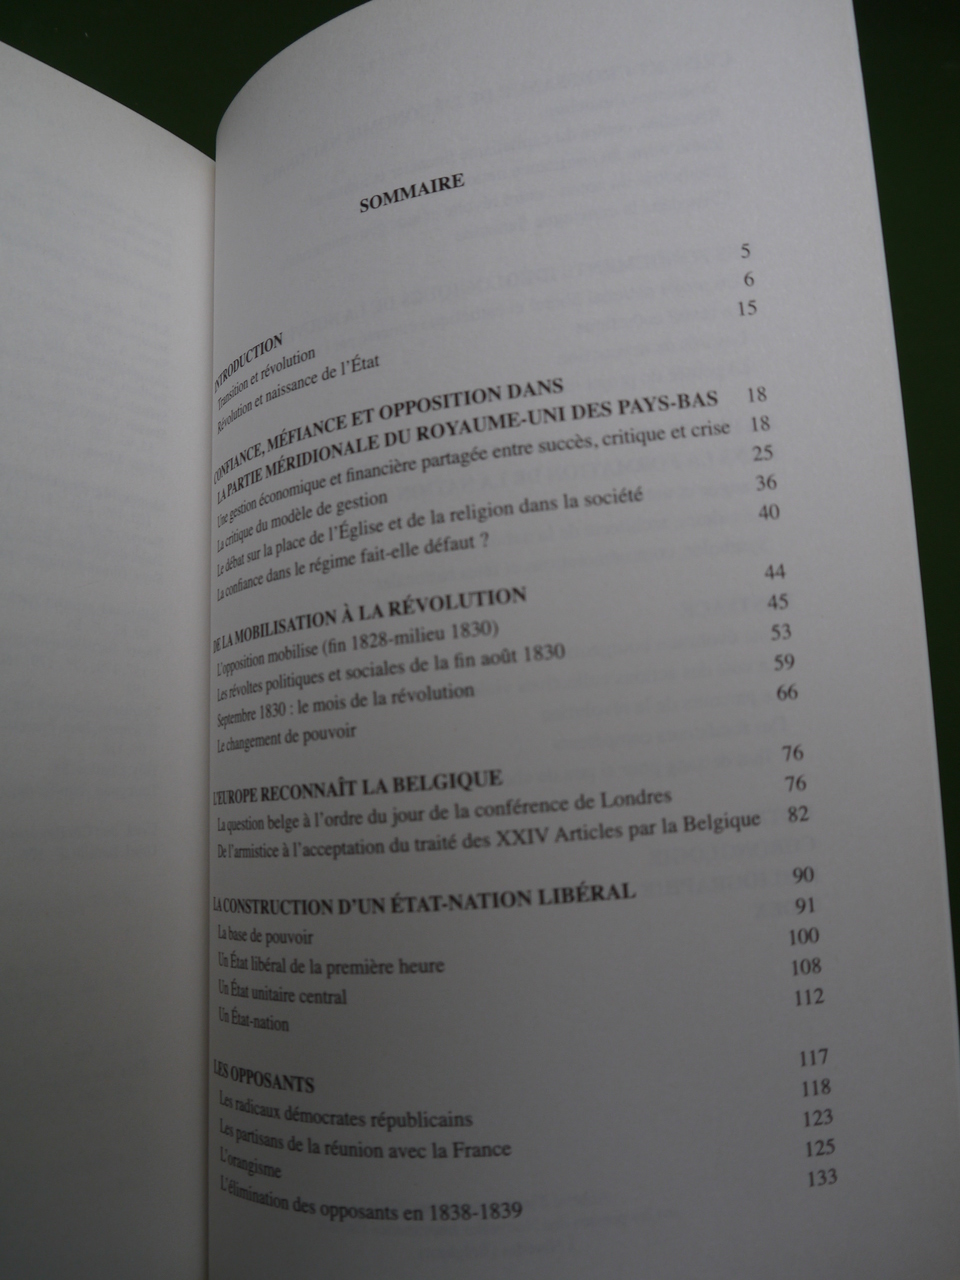 SOMMAIRE
INTRODUCTION 5
Transition et révolution 6
Révolution et naissance de l'État 15
CONFIANCE, MÉFIANCE ET OPPOSITION DANS
LA PARTIE MÉRIDIONALE DU ROYAUME-UNI DES PAYS-BAS 18
Une gestion économique et financière partagée entre succès, critique et crise 18
La critique du modèle de gestion 25
Le débat sur la place de l'Église et de la religion dans la société 36
La confiance dans le régime fait-elle défaut ? 40
DE LA MOBILISATION À LA RÉVOLUTION 44
L'opposition mobilise (fin 1828-milieu 1830) 45
Les révoltes politiques et sociales de la fin août 1830 53
Septembre 1830 : le mois de la révolution 59
Le changement de pouvoir 66
L'EUROPE RECONNAÎT LA BELGIQUE 76
La question belge à l'ordre du jour de la conférence de Londres 76
De l'armistice à l'acceptation du traité des XXIV Articles par la Belgique 82
LA CONSTRUCTION D'UN ÉTAT-NATION LIBÉRAL 90
La base de pouvoir 91
Un État libéral de la première heure 100
Un État unitaire central 108
Un État-nation 112
LES OPPOSANTS 117
Les radicaux démocrates républicains 118
Les partisans de la réunion avec la France 123
L'orangisme 125
L'élimination des opposants en 1838-1839 133